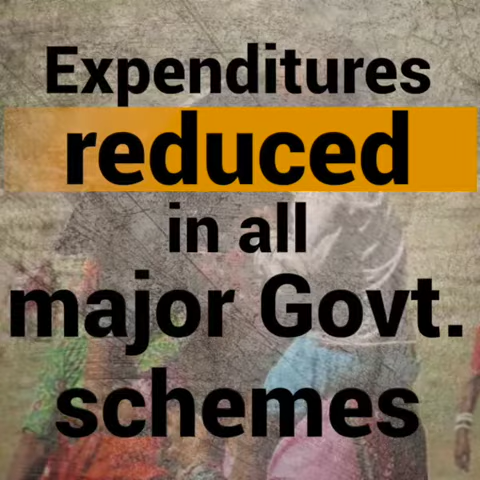 Expenditures
reduced
in all
major Govt.
schemes